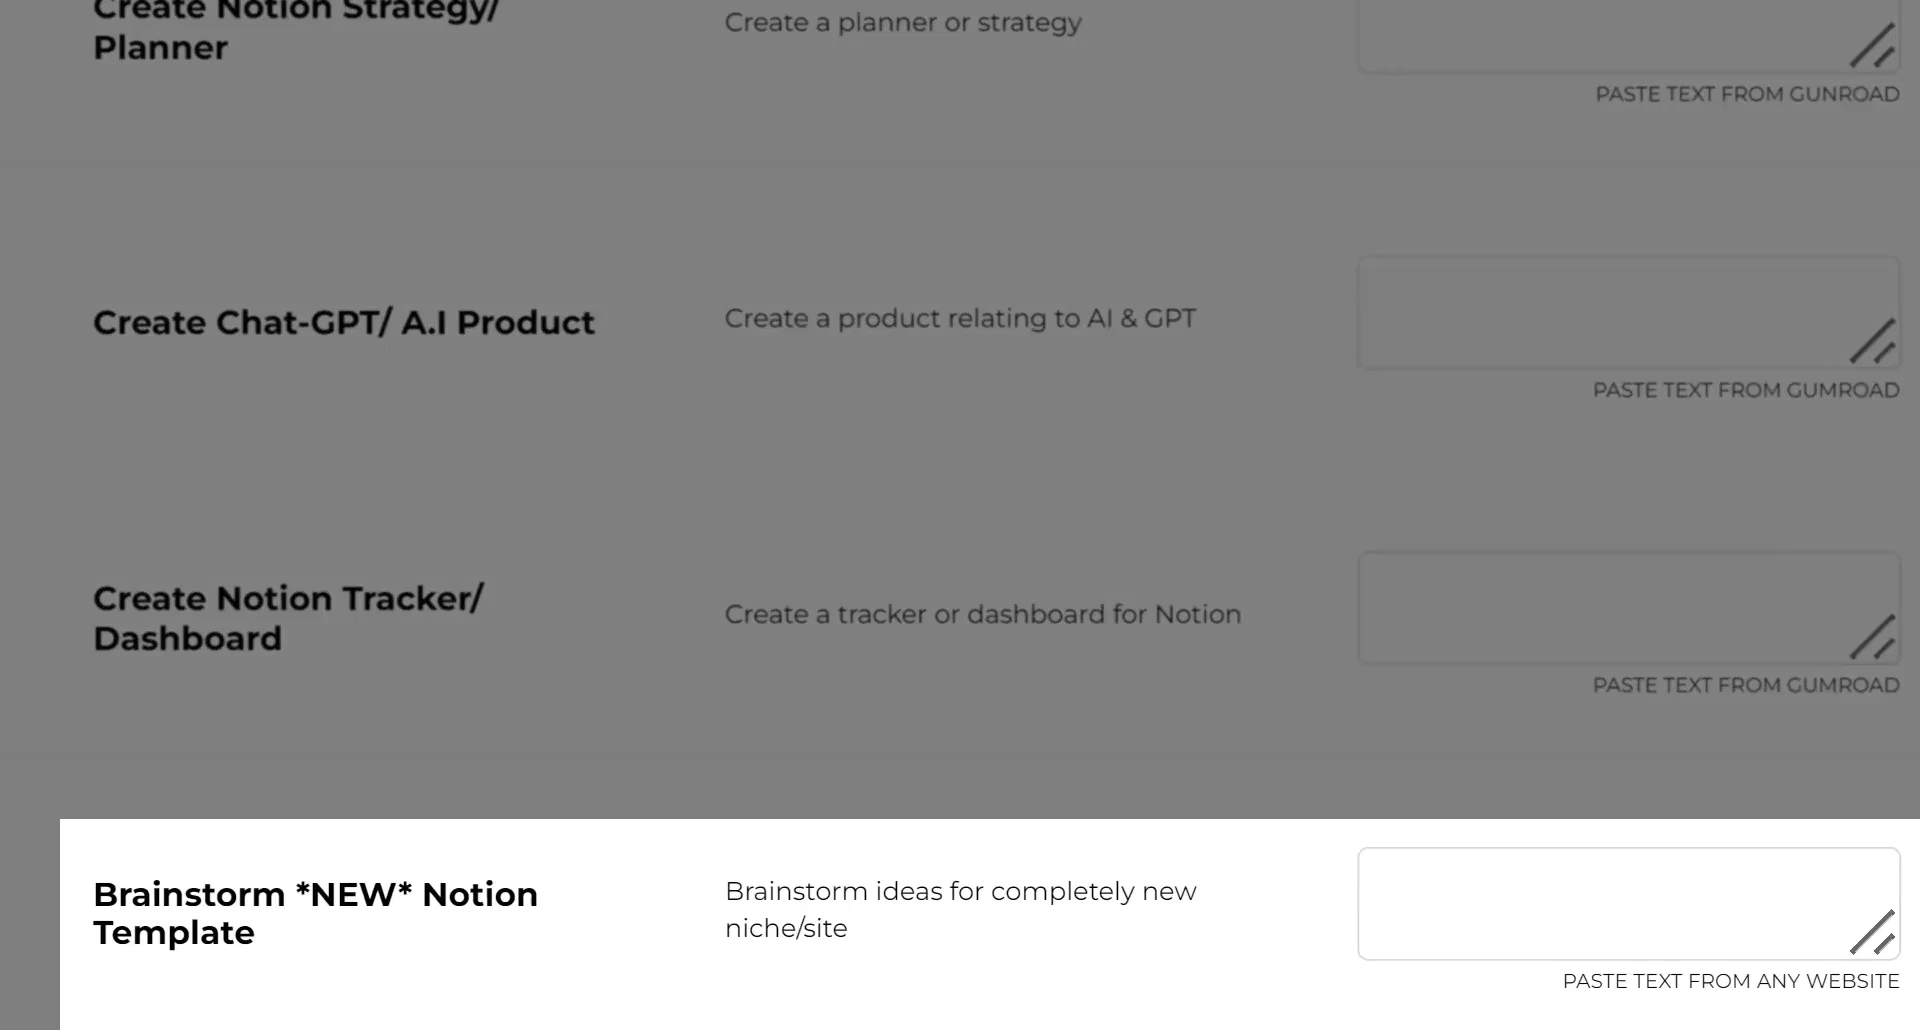 Create Notion Strategy/
Planner
Create a planner or strategy
PASTE TEXT FROM GUNROAD
Create Chat-GPT/ A.I Product
Create a product relating to AI & GPT
PASTE TEXT FROM GUMROAD
Create Notion Tracker/
Dashboard
Create a tracker or dashboard for Notion
PASTE TEXT FROM GUMROAD
Brainstorm *NEW* Notion
Template
Brainstorm ideas for completely new
niche/site
PASTE TEXT FROM ANY WEBSITE